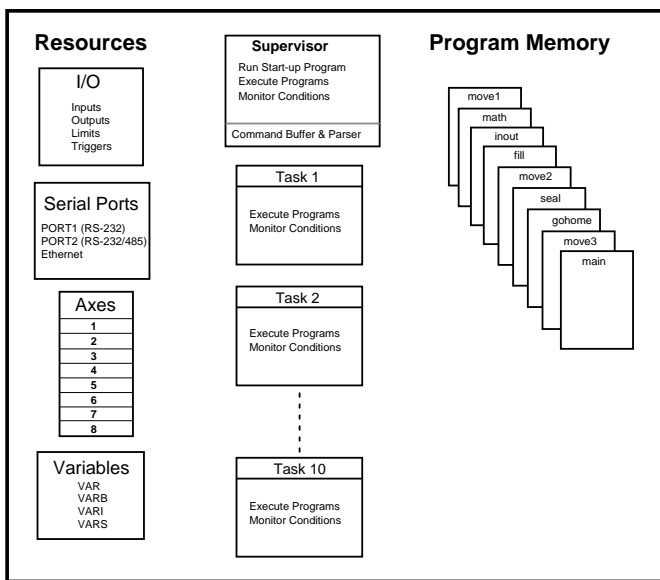 Resources
I/O
Inputs
Outputs
Limits
Triggers
Serial Ports
PORT1 (RS-232)
PORT2 (RS-232/485)
Ethernet
Axes
1
2
3
4
5
6
7
8
Variables
VAR
VARB
VARI
VARS
Supervisor
Run Start-up Program
Execute Programs
Monitor Conditions
Command Buffer & Parser
Task 1
Execute Programs
Monitor Conditions
Task 2
Execute Programs
Monitor Conditions
Task 10
Execute Programs
Monitor Conditions
Program Memory
move1
math
inout
fill
move2
seal
gohome
move3
main